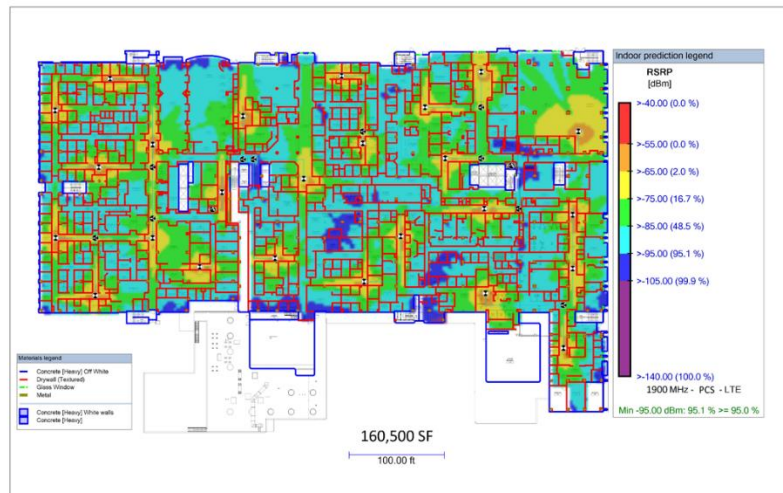 Indoor prediction legend
RSRP
[dBm]
>-40.00 (0.0 %)
>-55.00 (0.0 %)
>-65.00 (2.0 %)
>-75.00 (16.7 %)
>-85.00 (48.5 %)
>-95.00 (95.1 %)
>-105.00 (99.9 %)
>-140.00 (100.0 %)
1900 MHz - PCS - LTE
Min -95.00 dBm: 95.1 % >= 95.0 %
Materials legend
Concrete [Heavy] Off White
Drywall (Textured)
Glass Window
Metal
Concrete [Heavy] White walls
Concrete [Heavy]
160,500 SF
100.00 ft